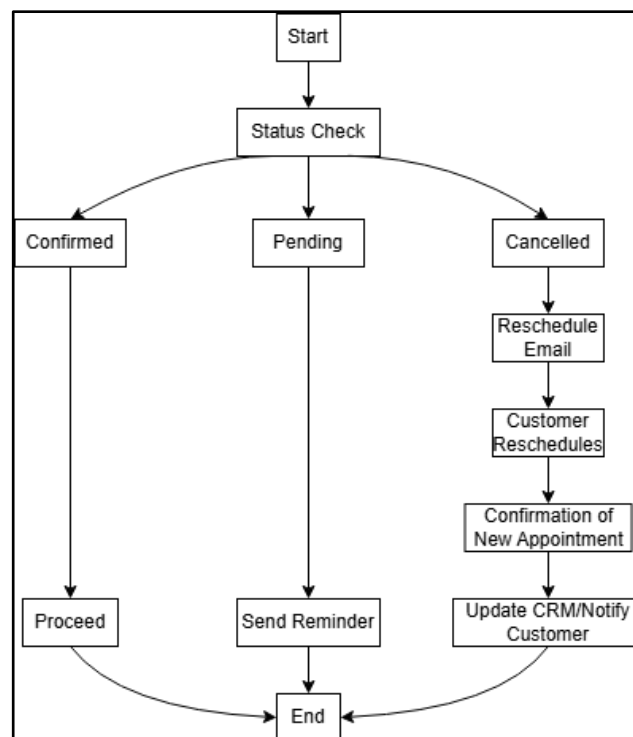 Start
Status Check
Confirmed
Pending
Cancelled
Reschedule
Email
Customer
Reschedules
Confirmation of
New Appointment
Proceed
Send Reminder
Update CRM/Notify
Customer
End